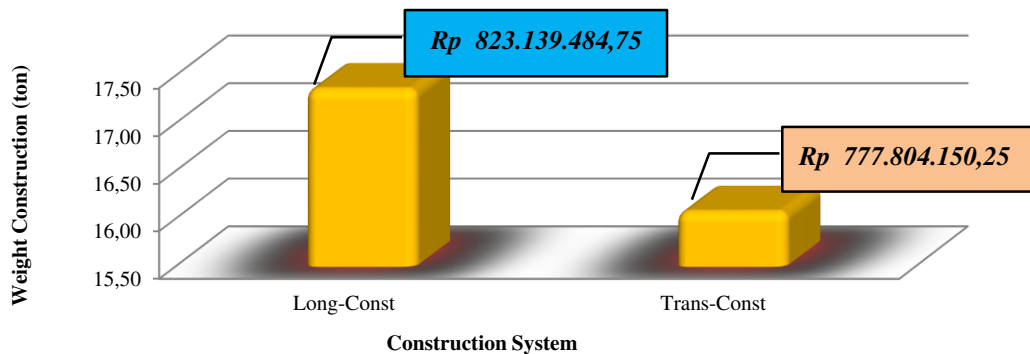 Rp 823.139.484,75
Rp 777.804.150,25
Weight Construction (ton)
17,50
17,00
16,50
16,00
15,50
Long-Const
Trans-Const
Construction System